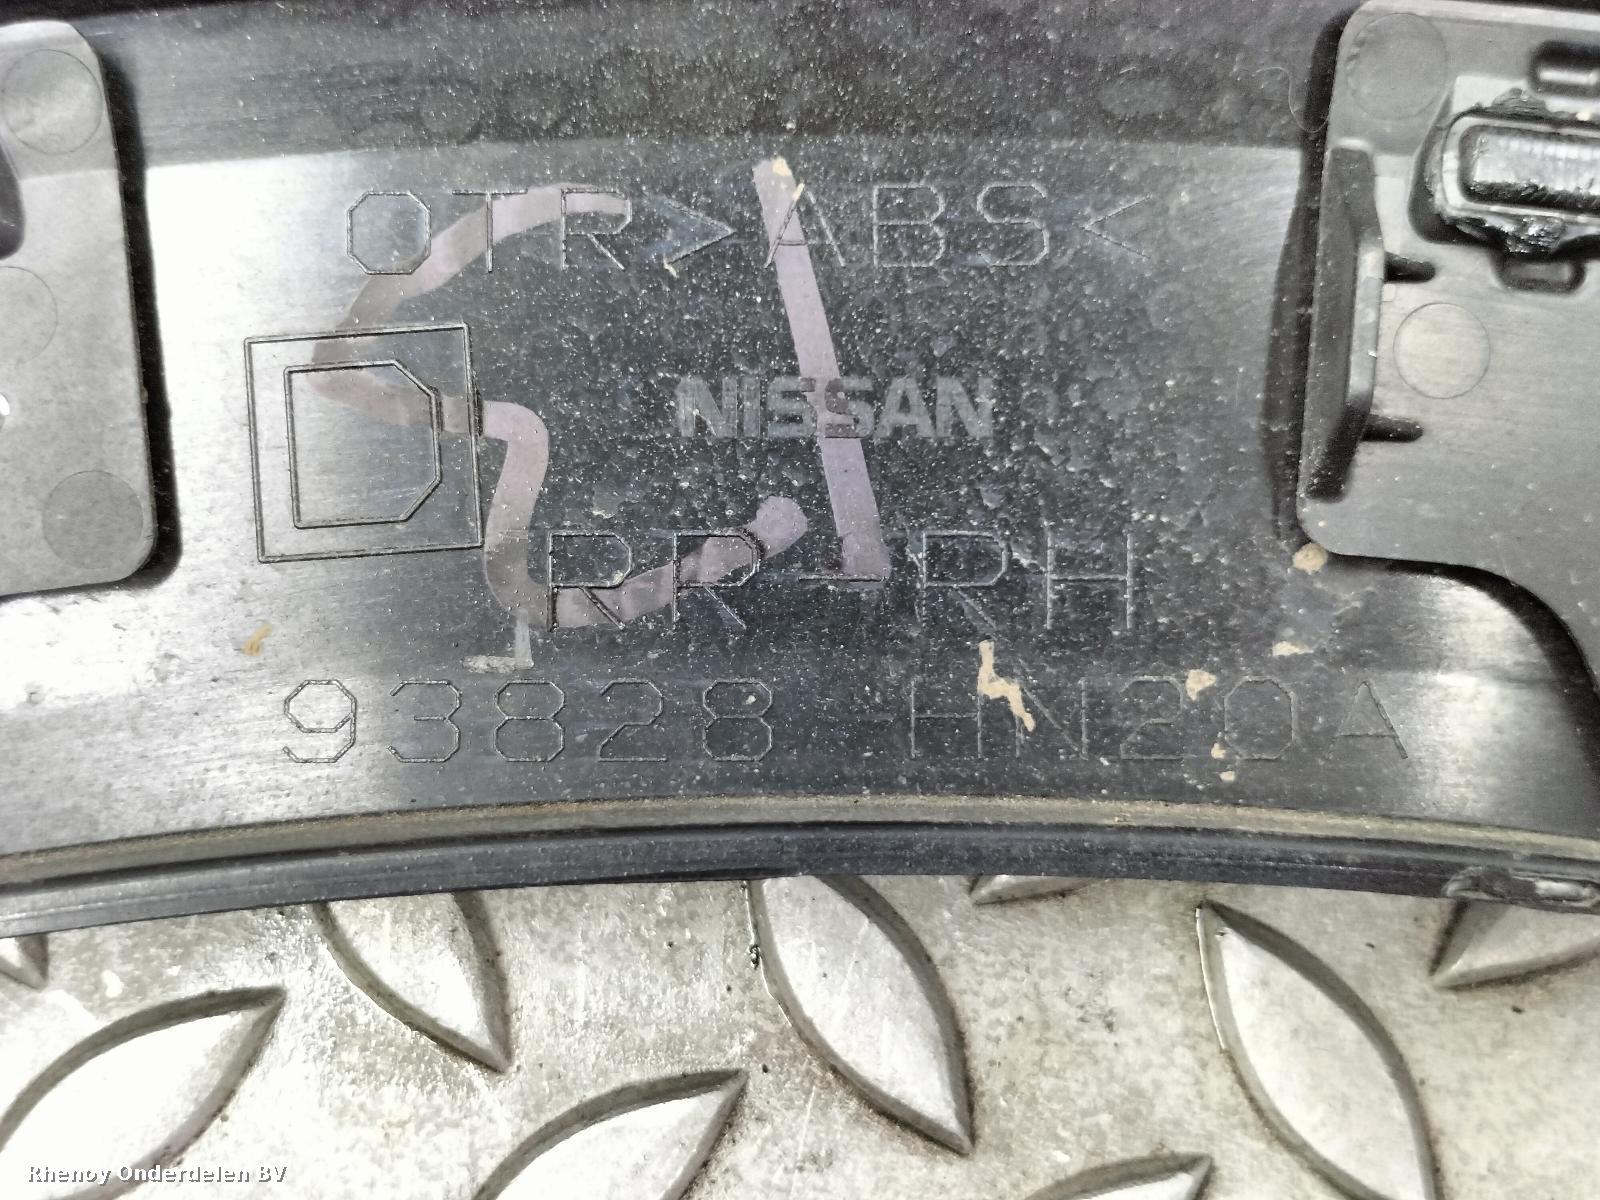 OTR>ABS<
D
NISSAN
RR-RH
93828-HN20A
Rhenoy Onderdelen BV